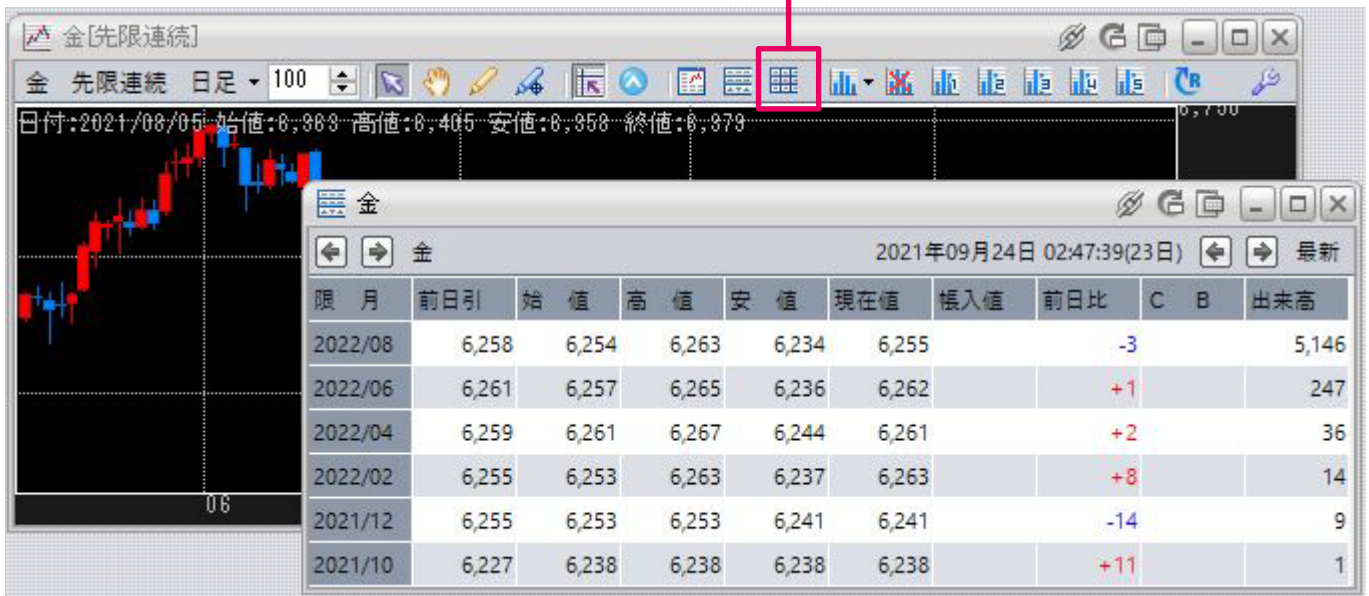 金[先限連続]
金 先限連続 日足 100
日付:2021/08/05 始値:6,363 高値:6,405 安値:6,358 終値:6,379
06
金
金 2021年09月24日 02:47:39(23日) 最新
限 月 前日引 始 値 高 値 安 値 現在値 帳入値 前日比 C B 出来高
2022/08 6,258 6,254 6,263 6,234 6,255 -3 5,146
2022/06 6,261 6,257 6,265 6,236 6,262 +1 247
2022/04 6,259 6,261 6,267 6,244 6,261 +2 36
2022/02 6,255 6,253 6,263 6,237 6,263 +8 14
2021/12 6,255 6,253 6,253 6,241 6,241 -14 9
2021/10 6,227 6,238 6,238 6,238 6,238 +11 1